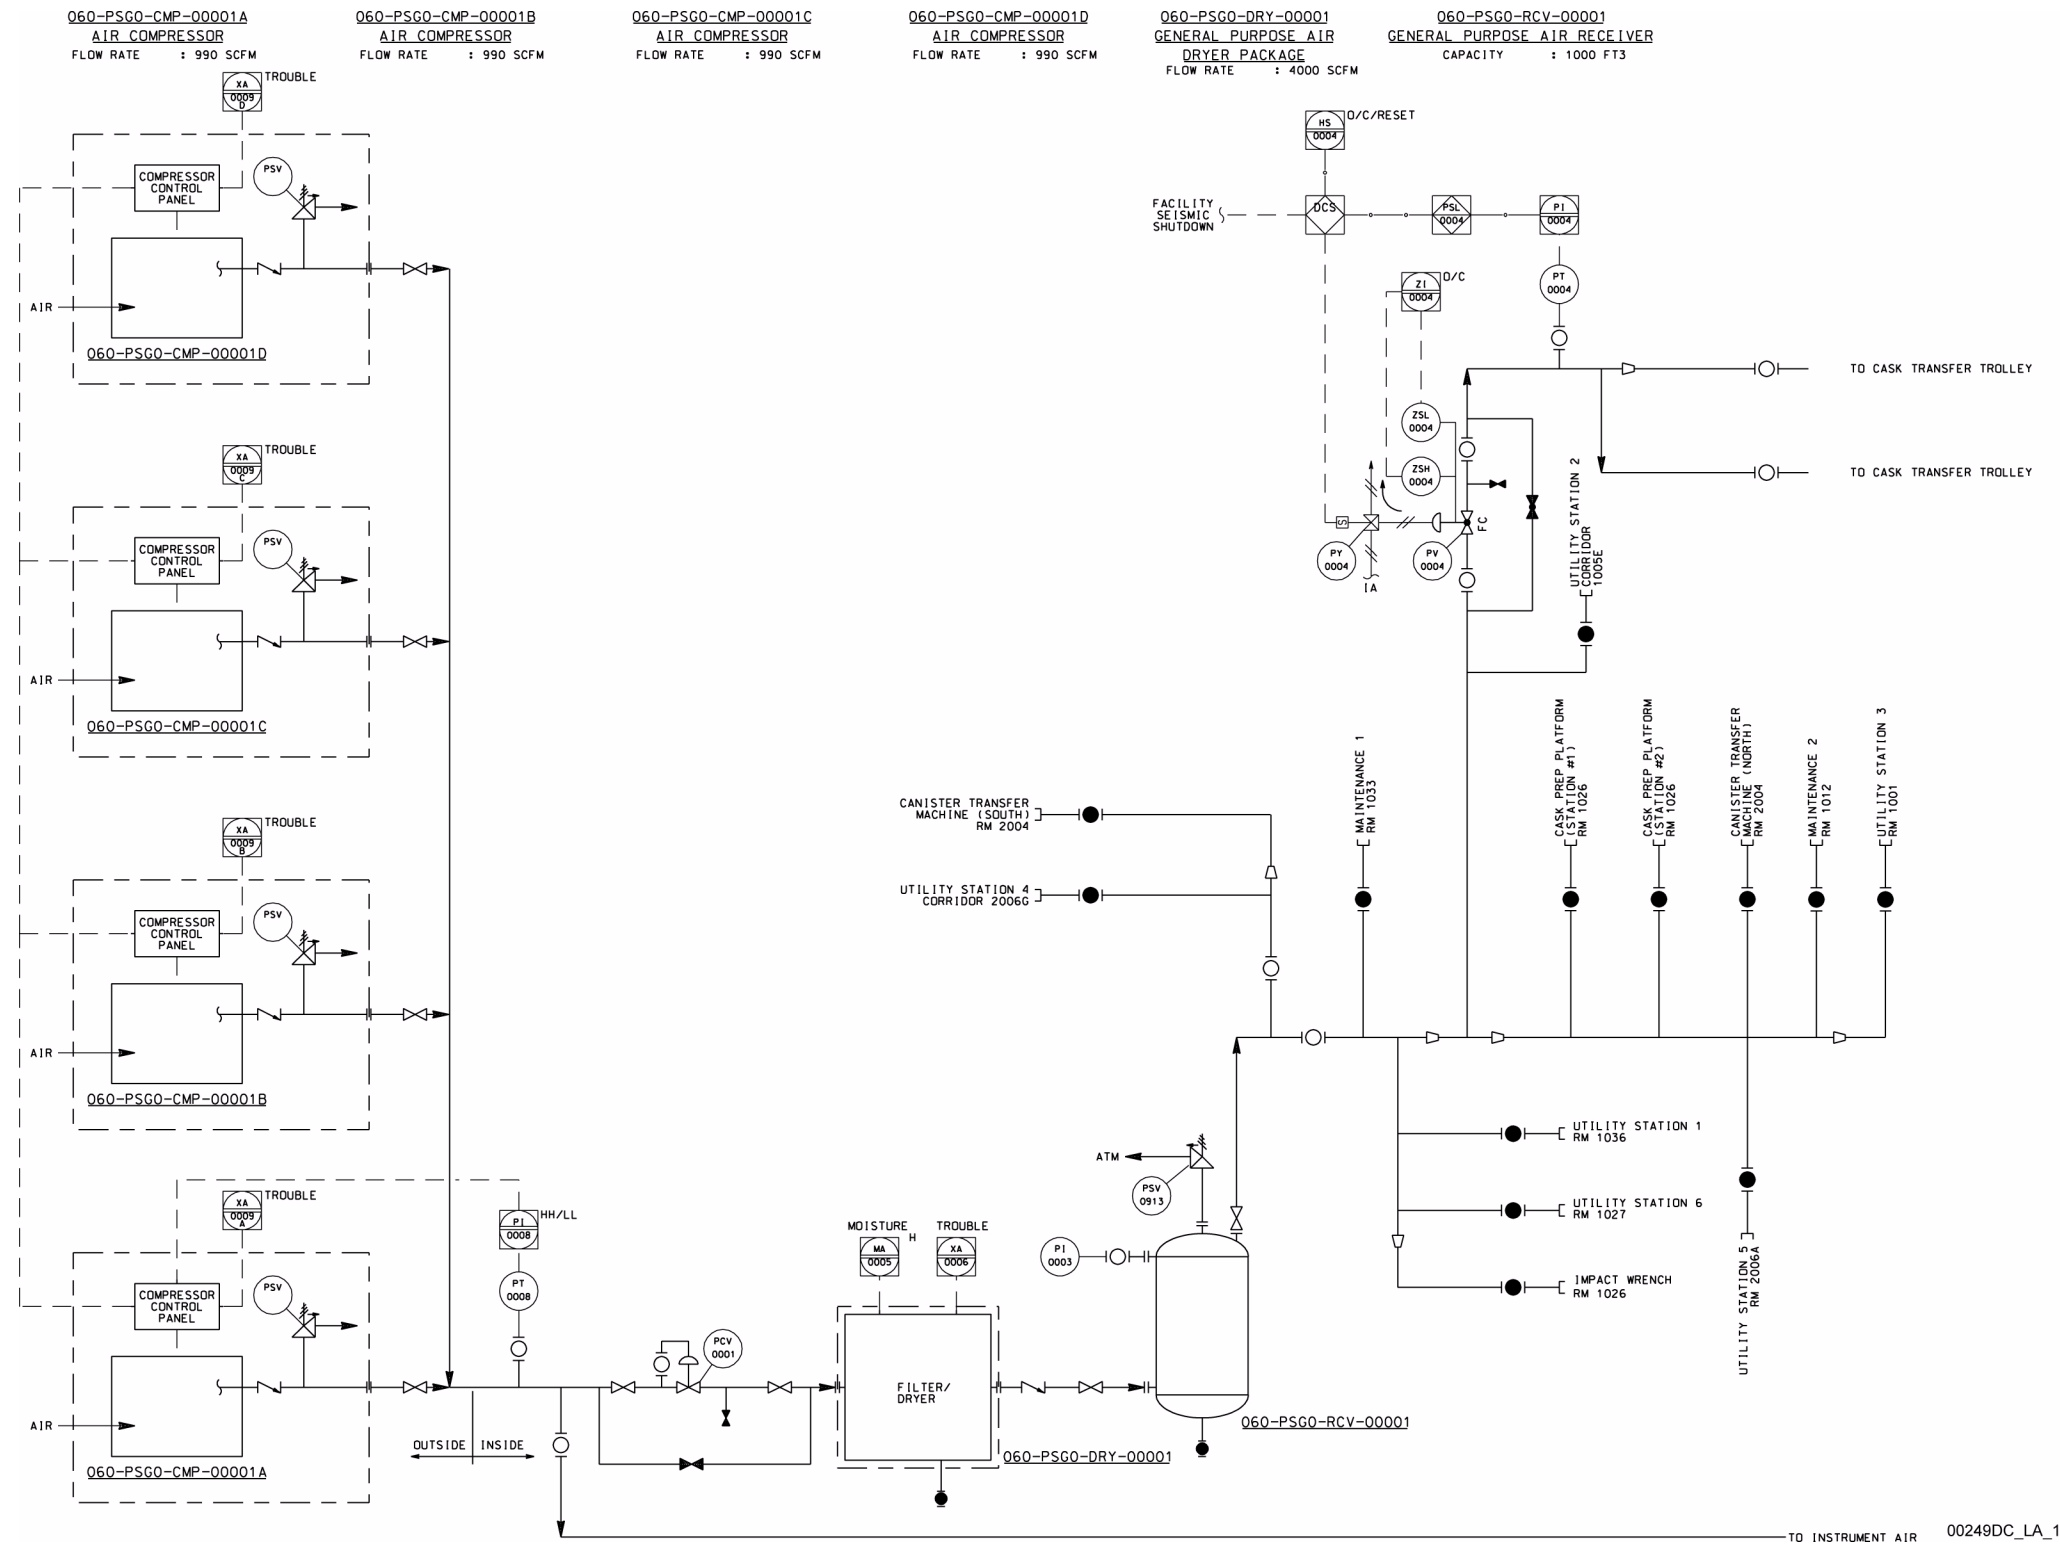 060-PSGO-CMP-00001A
AIR COMPRESSOR
FLOW RATE : 990 SCFM
060-PSGO-CMP-00001B
AIR COMPRESSOR
FLOW RATE : 990 SCFM
060-PSGO-CMP-00001C
AIR COMPRESSOR
FLOW RATE : 990 SCFM
060-PSGO-CMP-00001D
AIR COMPRESSOR
FLOW RATE : 990 SCFM
060-PSGO-DRY-00001
GENERAL PURPOSE AIR
DRYER PACKAGE
FLOW RATE : 4000 SCFM
060-PSGO-RCV-00001
GENERAL PURPOSE AIR RECEIVER
CAPACITY : 1000 FT3
XA
0009
D
TROUBLE
COMPRESSOR
CONTROL
PANEL
PSV
AIR
060-PSGO-CMP-00001D
XA
0009
C
TROUBLE
COMPRESSOR
CONTROL
PANEL
PSV
AIR
060-PSGO-CMP-00001C
XA
0009
B
TROUBLE
COMPRESSOR
CONTROL
PANEL
PSV
AIR
060-PSGO-CMP-00001B
XA
0009
A
TROUBLE
COMPRESSOR
CONTROL
PANEL
PSV
AIR
060-PSGO-CMP-00001A
PI
0008
HH/LL
PT
0008
OUTSIDE
INSIDE
PCV
0001
MOISTURE
H
MA
0005
TROUBLE
XA
0006
FILTER/
DRYER
060-PSGO-DRY-00001
ATM
PSV
0913
PI
0003
060-PSGO-RCV-00001
HS
0004
O/C/RESET
FACILITY
SEISMIC
SHUTDOWN
DCS
PSL
0004
PI
0004
PT
0004
ZI
0004
O/C
ZSL
0004
ZSH
0004
S
PY
0004
IA
PV
0004
FC
TO CASK TRANSFER TROLLEY
TO CASK TRANSFER TROLLEY
UTILITY STATION 2
CORRIDOR
1005E
CANISTER TRANSFER
MACHINE (SOUTH)
RM 2004
UTILITY STATION 4
CORRIDOR 2006G
MAINTENANCE 1
RM 1033
CASK PREP PLATFORM
(STATION #1)
RM 1026
CASK PREP PLATFORM
(STATION #2)
RM 1026
CANISTER TRANSFER
MACHINE (NORTH)
RM 2004
MAINTENANCE 2
RM 1012
UTILITY STATION 3
RM 1001
UTILITY STATION 1
RM 1036
UTILITY STATION 6
RM 1027
IMPACT WRENCH
RM 1026
UTILITY STATION 5
RM 2006A
TO INSTRUMENT AIR
00249DC_LA_1